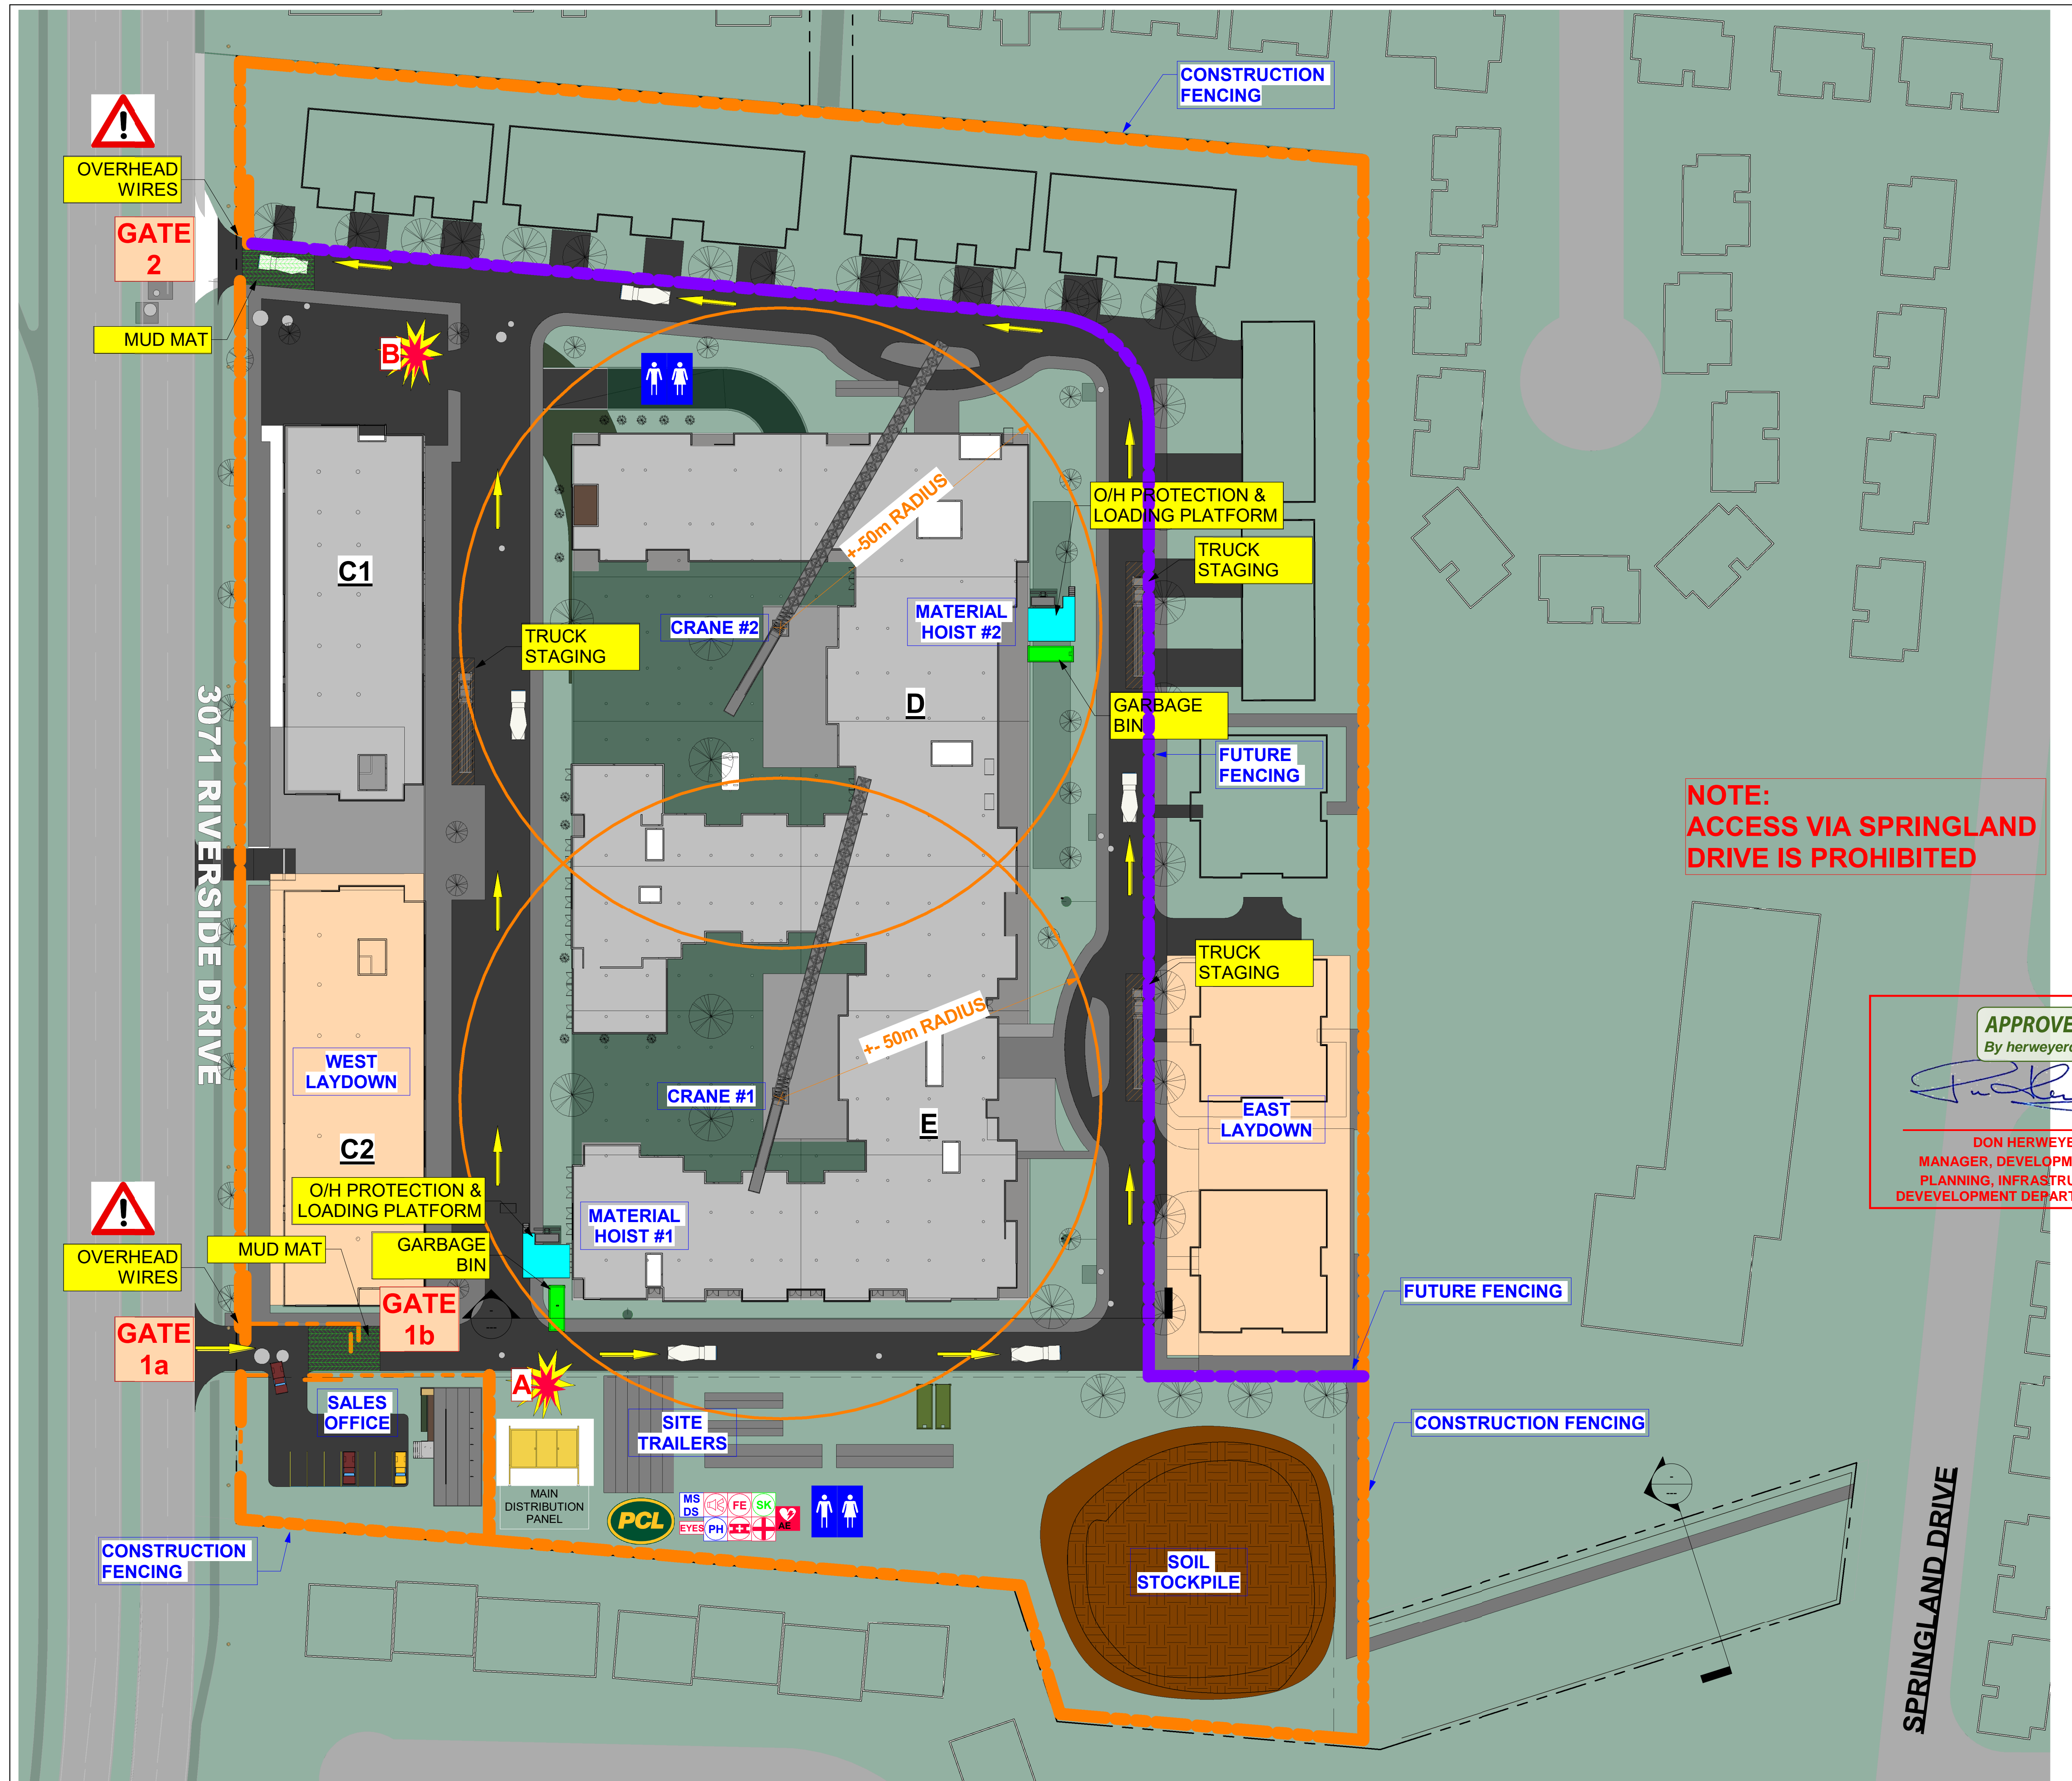 CONSTRUCTION
FENCING
OVERHEAD
WIRES
GATE
2
MUD MAT
B
+-50m RADIUS
O/H PROTECTION &
LOADING PLATFORM
TRUCK
STAGING
C1
CRANE #2
MATERIAL
HOIST #2
TRUCK
STAGING
D
GARBAGE
BIN
FUTURE
FENCING
3071 RIVERSIDE DRIVE
NOTE:
ACCESS VIA SPRINGLAND
DRIVE IS PROHIBITED
TRUCK
STAGING
+- 50m RADIUS
WEST
LAYDOWN
CRANE #1
EAST
LAYDOWN
C2
E
APPROVE
By herweyer
DON HERWEYE
MANAGER, DEVELOPM
PLANNING, INFRASTRU
DEVEVELOPMENT DEPART
O/H PROTECTION &
LOADING PLATFORM
MATERIAL
HOIST #1
OVERHEAD
WIRES
MUD MAT
GARBAGE
BIN
GATE
1b
GATE
1a
FUTURE FENCING
A
SALES
OFFICE
SITE
TRAILERS
CONSTRUCTION FENCING
MAIN
DISTRIBUTION
PANEL
PCL
MS
DS
FE
SK
EYES
PH
AE
CONSTRUCTION
FENCING
SOIL
STOCKPILE
SPRINGLAND DRIVE